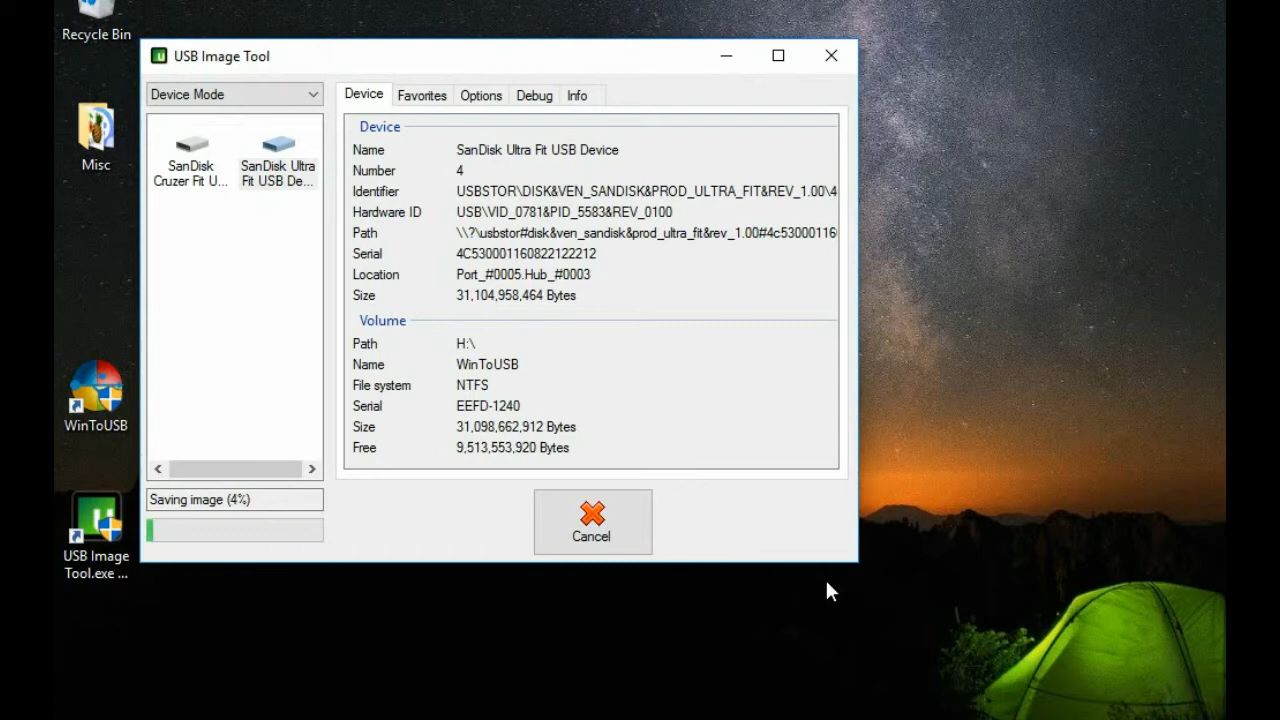 Recycle Bin
Misc
WinToUSB
USB Image
Tool.exe ...
USB Image Tool
Device Mode
SanDisk
Cruzer Fit U...
SanDisk Ultra
Fit USB De...
Saving image (4%)
Device Favorites Options Debug Info
Device
Name SanDisk Ultra Fit USB Device
Number 4
Identifier USBSTOR\DISK&VEN_SANDISK&PROD_ULTRA_FIT&REV_1.00\4
Hardware ID USB\VID_0781&PID_5583&REV_0100
Path \\?\usbstor#disk&ven_sandisk&prod_ultra_fit&rev_1.00#4c530001160
Serial 4C530001160822122212
Location Port_#0005.Hub_#0003
Size 31,104,958,464 Bytes
Volume
Path H:\
Name WinToUSB
File system NTFS
Serial EEFD-1240
Size 31,098,662,912 Bytes
Free 9,513,553,920 Bytes
Cancel